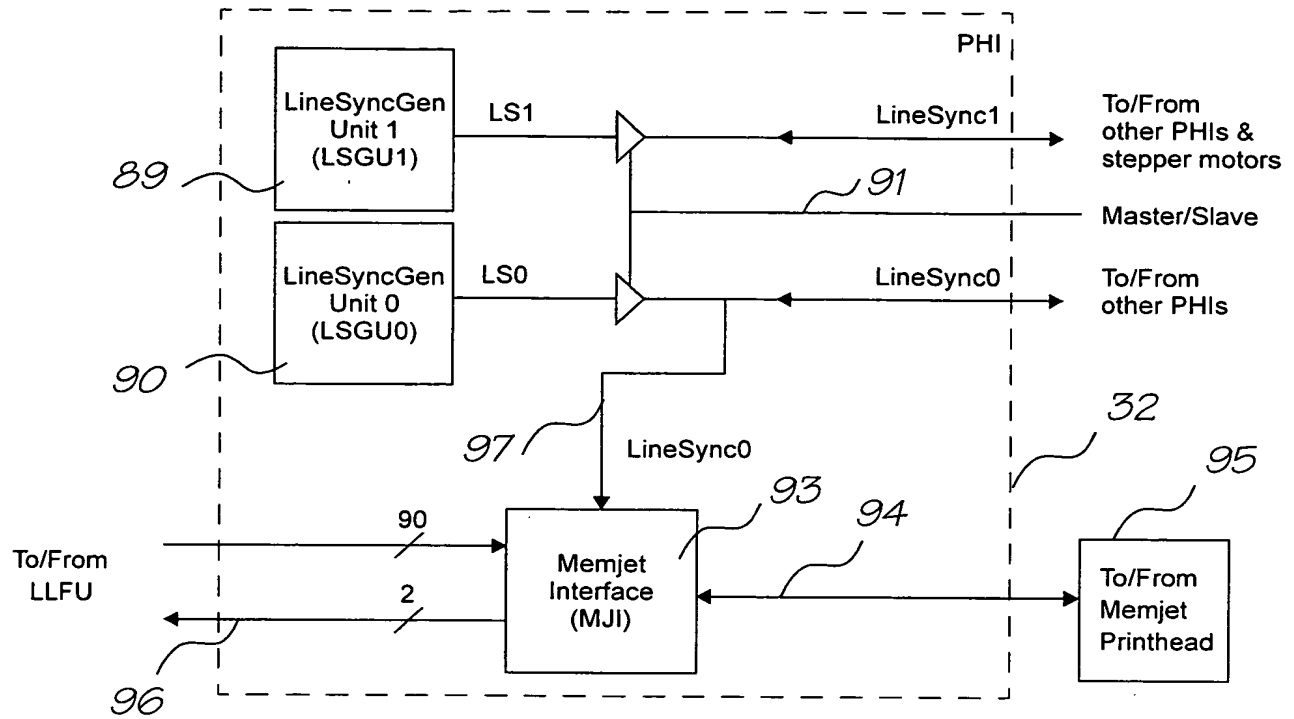 PHI
LineSyncGen
Unit 1
(LSGU1)
LS1
LineSync1
To/From
other PHIs &
stepper motors
89
91
Master/Slave
LineSyncGen
Unit 0
(LSGU0)
LS0
LineSync0
To/From
other PHIs
90
97
LineSync0
32
95
93
94
90
To/From
LLFU
2
Memjet
Interface
(MJI)
To/From
Memjet
Printhead
96